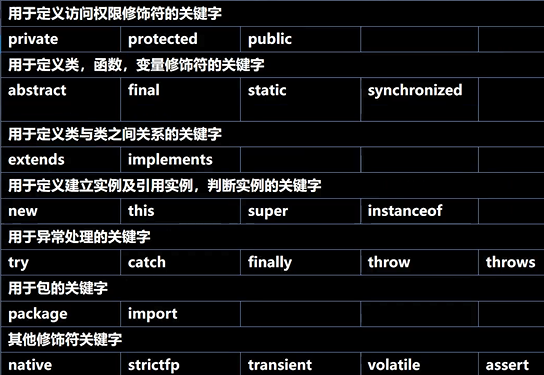 用于定义访问权限修饰符的关键字
private protected public
用于定义类，函数，变量修饰符的关键字
abstract final static synchronized
用于定义类与类之间关系的关键字
extends implements
用于定义建立实例及引用实例，判断实例的关键字
new this super instanceof
用于异常处理的关键字
try catch finally throw throws
用于包的关键字
package import
其他修饰符关键字
native strictfp transient volatile assert